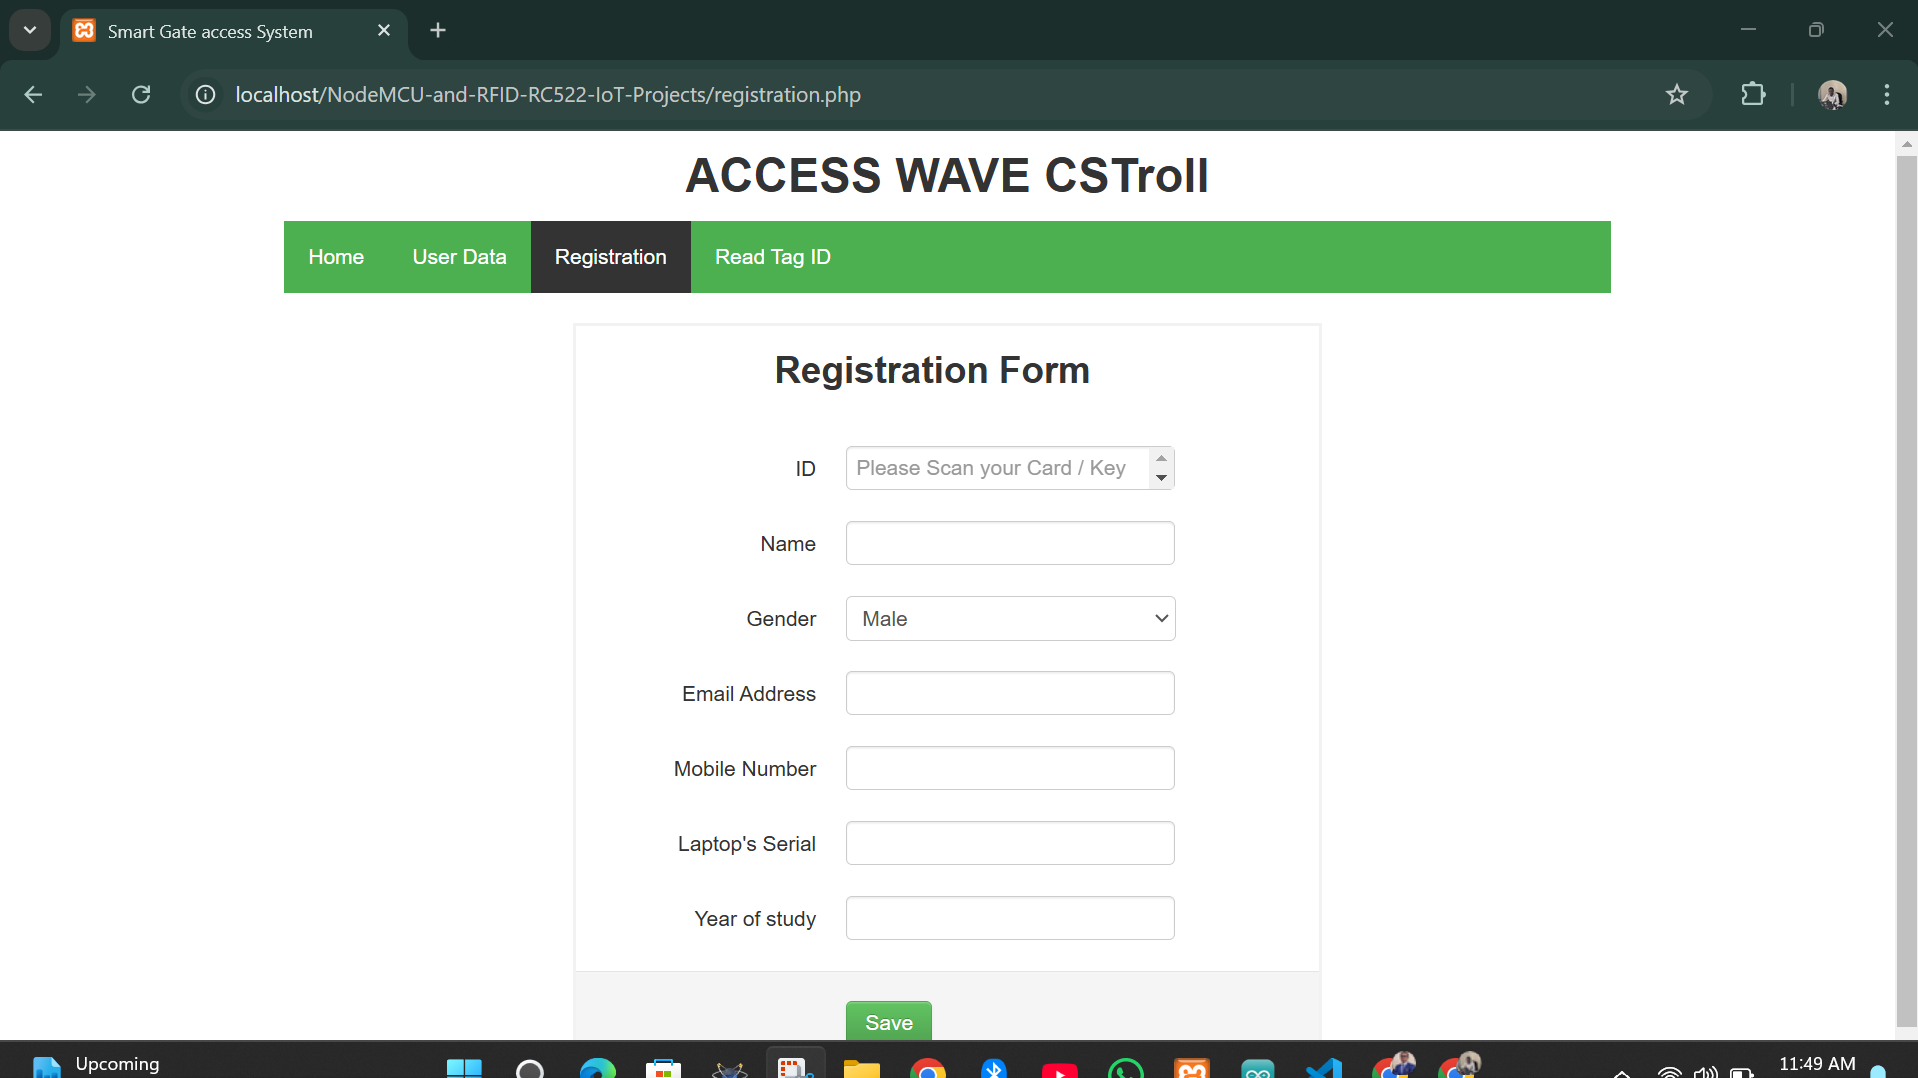 Smart Gate access System
localhost/NodeMCU-and-RFID-RC522-IoT-Projects/registration.php
ACCESS WAVE CSTroll
Home User Data Registration Read Tag ID
Registration Form
ID Please Scan your Card / Key
Name
Gender Male
Email Address
Mobile Number
Laptop's Serial
Year of study
Save
Upcoming
11:49 AM